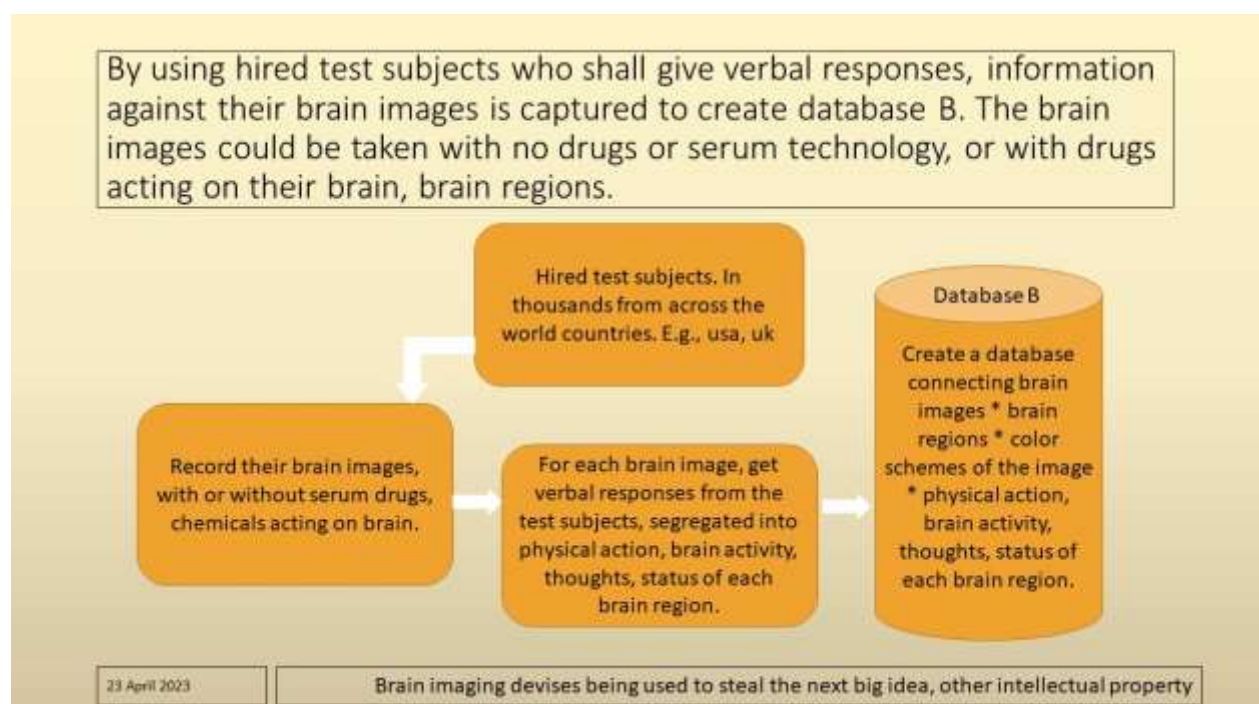 By using hired test subjects who shall give verbal responses, information
against their brain images is captured to create database B. The brain
images could be taken with no drugs or serum technology, or with drugs
acting on their brain, brain regions.
Hired test subjects. In
thousands from across the
world countries. E.g., usa, uk
Record their brain images,
with or without serum drugs,
chemicals acting on brain.
For each brain image, get
verbal responses from the
test subjects, segregated into
physical action, brain activity,
thoughts, status of each
brain region.
Database B
Create a database
connecting brain
images * brain
regions * color
schemes of the image
* physical action,
brain activity,
thoughts, status of
each brain region.
23 April 2023
Brain imaging devises being used to steal the next big idea, other intellectual property